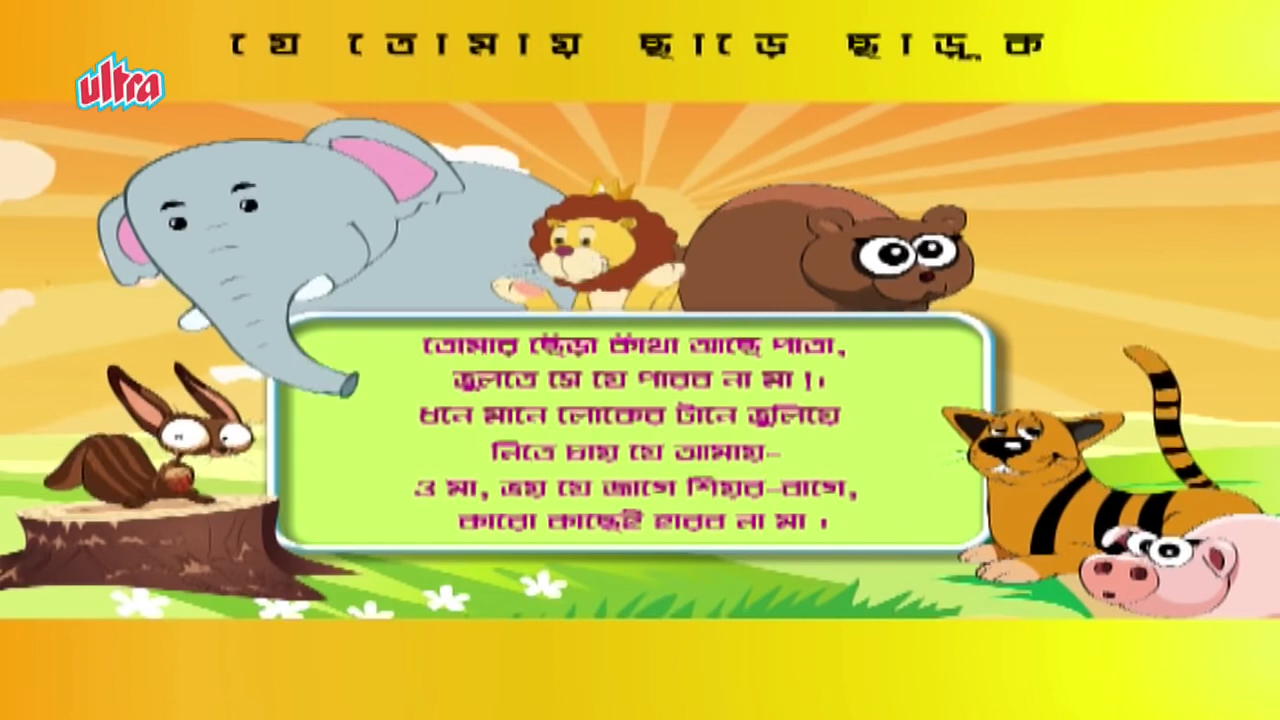 যে তোমায় ছাড়ে ছাড়ুক
ultra
তোমার ছেঁড়া কাঁথা আছে পাতা,
ভুলতে সে যে পারব না মা !।
ধনে মানে লোকের টানে ভুলিয়ে
নিতে চায় যে আমায়-
ও মা, ভয় যে জাগে শিয়র-বাগে,
কারো কাছেই হারব না মা ।